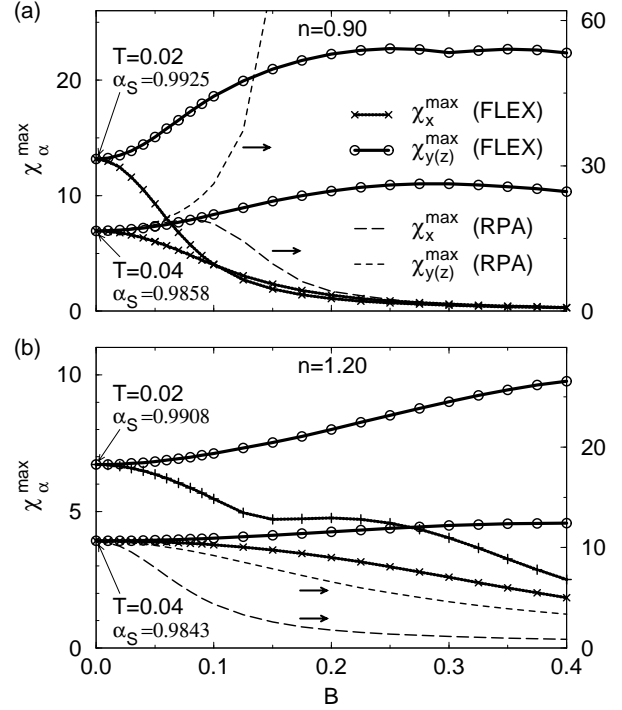 (a)
n=0.90
60
T=0.02
α_S=0.9925
20
χ_x^max (FLEX)
χ_y(z)^max (FLEX)
χ_α^max
30
10
χ_x^max (RPA)
χ_y(z)^max (RPA)
T=0.04
α_S=0.9858
0
0
(b)
n=1.20
10
T=0.02
α_S=0.9908
20
χ_α^max
5
10
T=0.04
α_S=0.9843
0
0
0.0 0.1 0.2 0.3 0.4
B